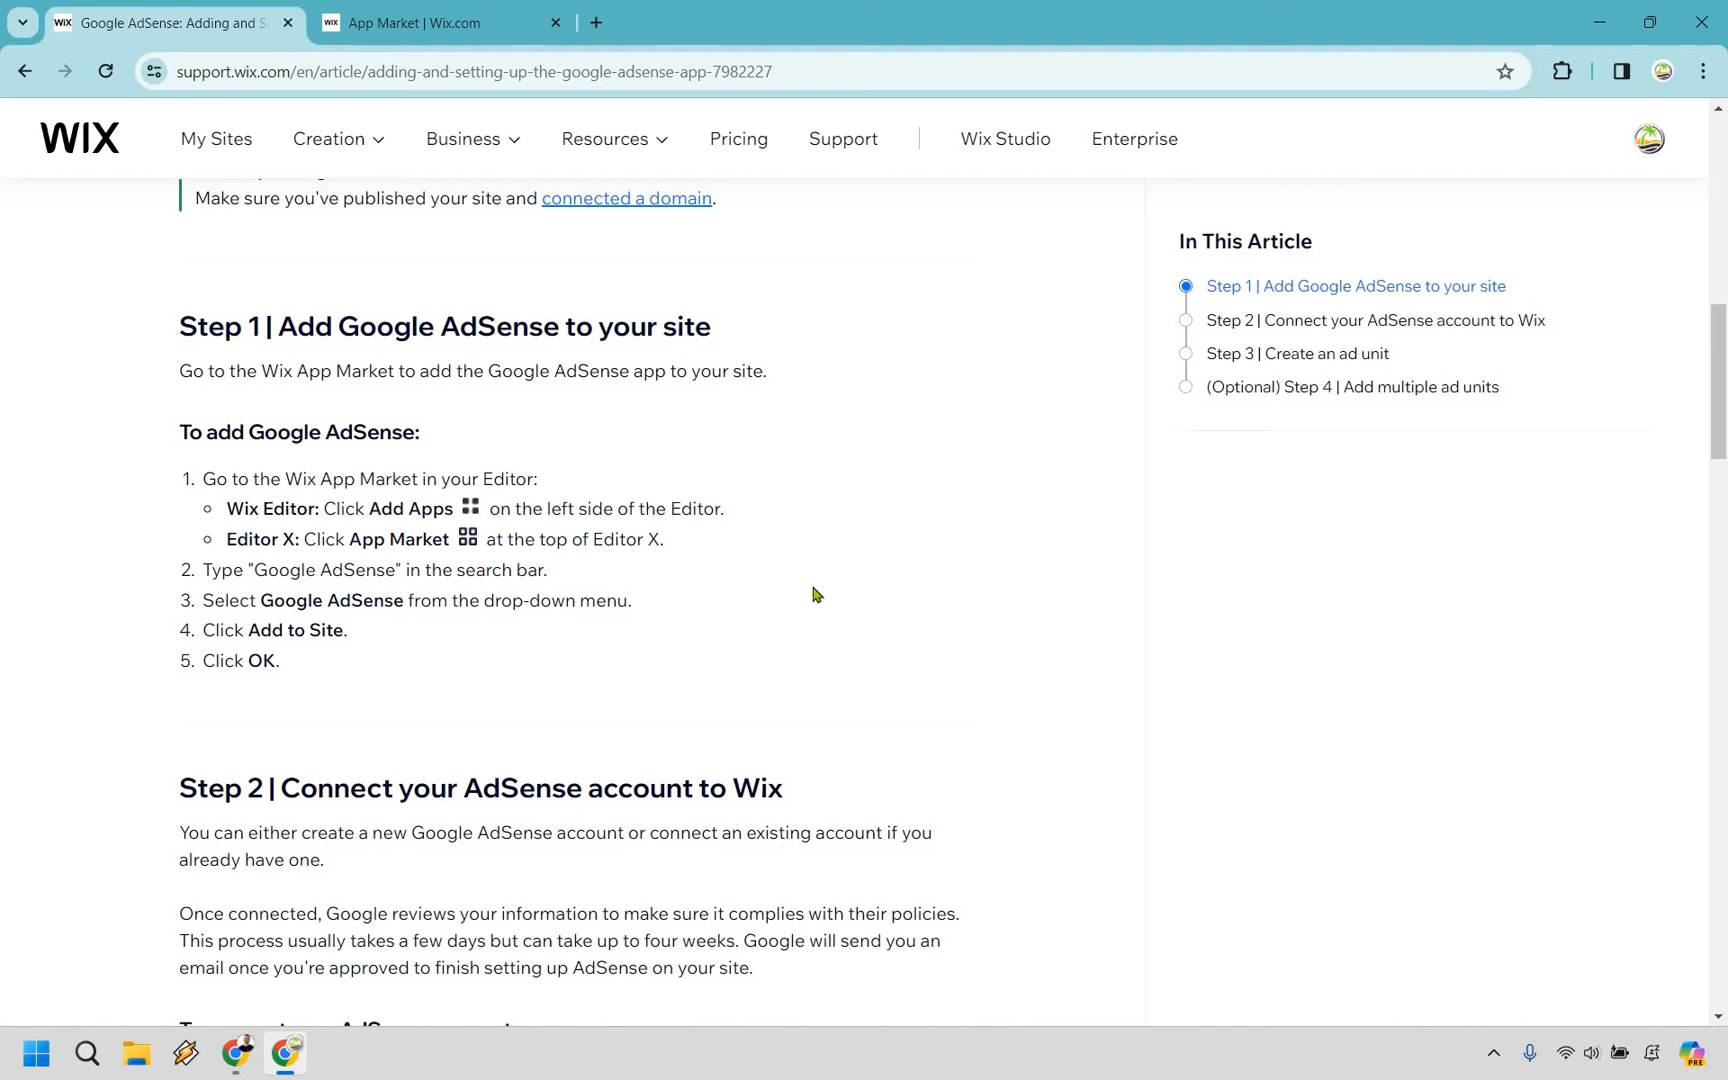 WIX Google AdSense: Adding and S
WIX App Market | Wix.com
support.wix.com/en/article/adding-and-setting-up-the-google-adsense-app-7982227
WIX My Sites Creation Business Resources Pricing Support Wix Studio Enterprise
Make sure you've published your site and connected a domain.
Step 1 | Add Google AdSense to your site
Go to the Wix App Market to add the Google AdSense app to your site.
To add Google AdSense:
1. Go to the Wix App Market in your Editor:
Wix Editor: Click Add Apps on the left side of the Editor.
Editor X: Click App Market at the top of Editor X.
2. Type "Google AdSense" in the search bar.
3. Select Google AdSense from the drop-down menu.
4. Click Add to Site.
5. Click OK.
Step 2 | Connect your AdSense account to Wix
You can either create a new Google AdSense account or connect an existing account if you
already have one.
Once connected, Google reviews your information to make sure it complies with their policies.
This process usually takes a few days but can take up to four weeks. Google will send you an
email once you're approved to finish setting up AdSense on your site.
In This Article
Step 1 | Add Google AdSense to your site
Step 2 | Connect your AdSense account to Wix
Step 3 | Create an ad unit
(Optional) Step 4 | Add multiple ad units
PRE